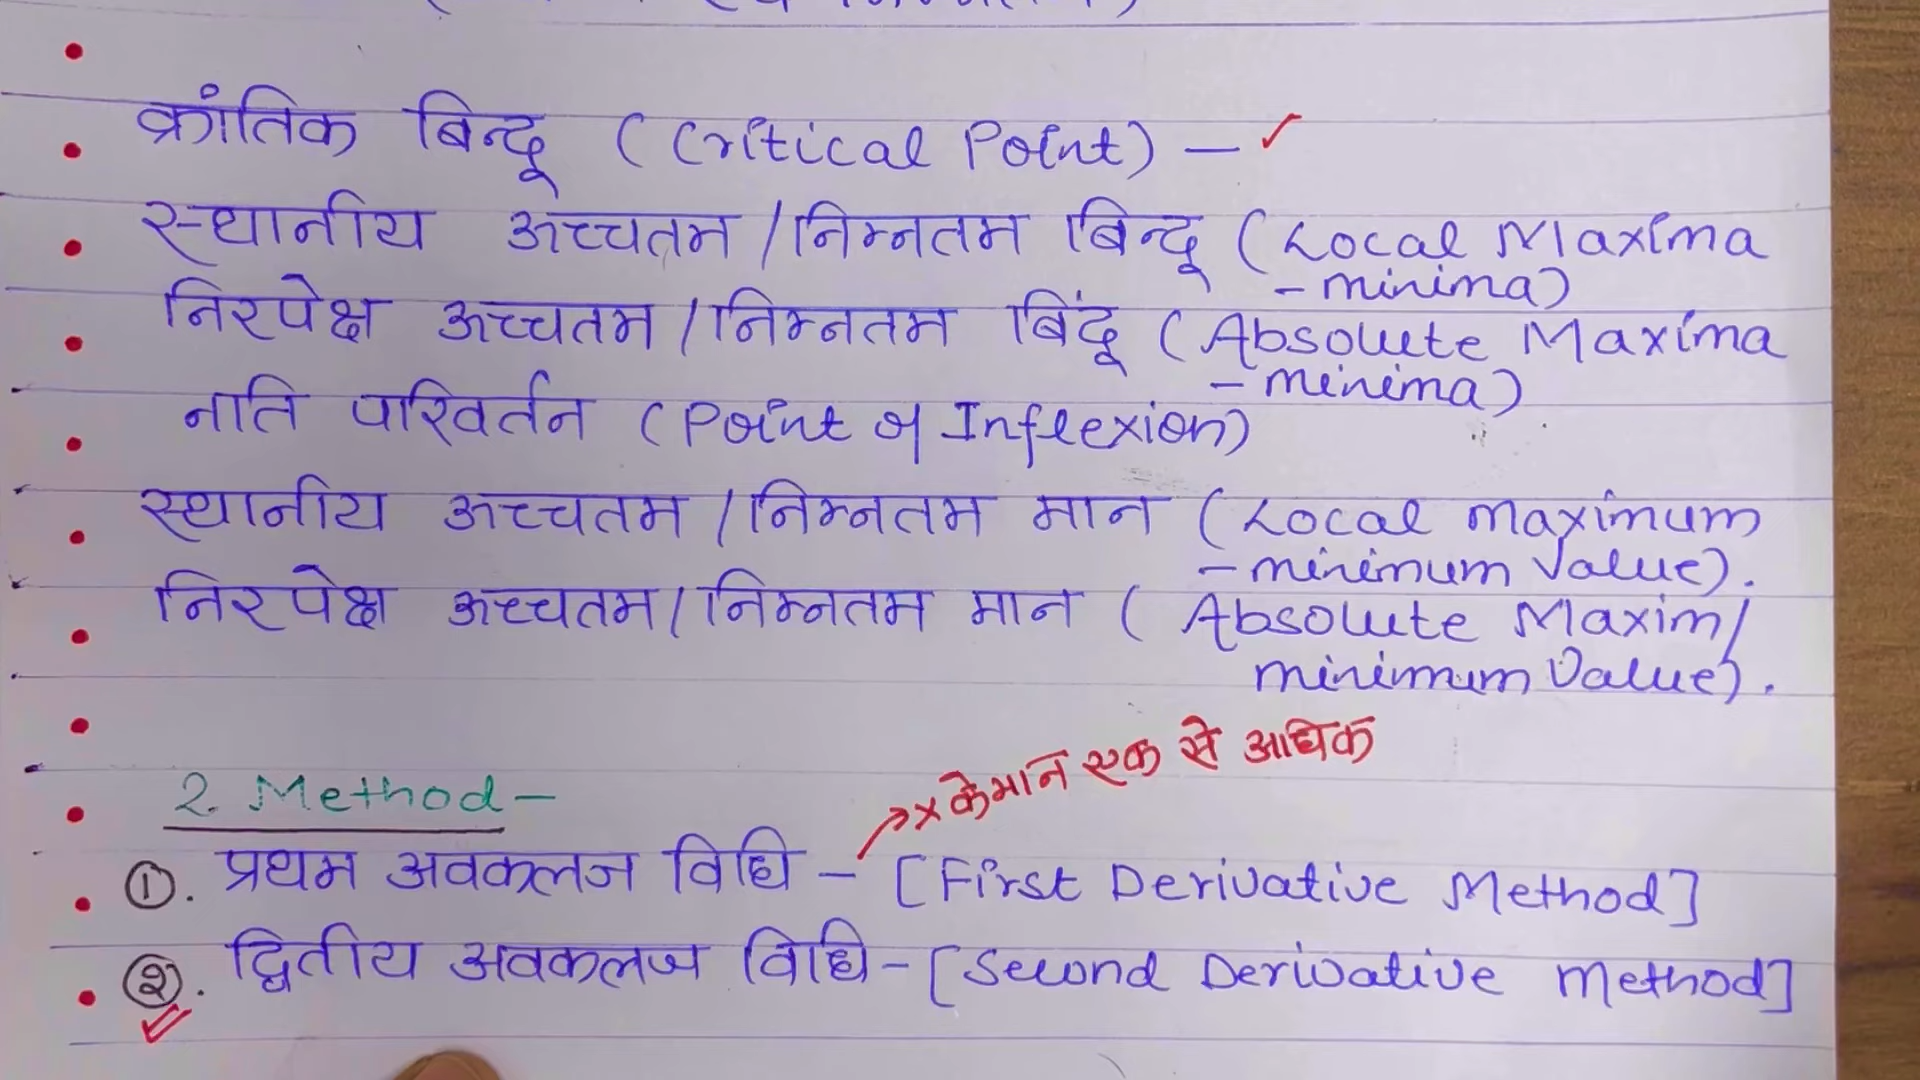 क्रांतिक बिन्दू (Critical Point) – ✓
स्थानीय उच्चतम / निम्नतम बिन्दू (Local Maxima
– minima)
निरपेक्ष उच्चतम / निम्नतम बिंदू (Absolute Maxima
– minima)
नति परिवर्तन (Point of Inflexion)
स्थानीय उच्चतम / निम्नतम मान (Local maximum
– minimum Value).
निरपेक्ष उच्चतम / निम्नतम मान (Absolute Maxim/
minimum Value).
→ x के मान एक से अधिक
2. Method –
①. प्रथम अवकलज विधि – [First Derivative Method]
②. द्वितीय अवकलज विधि – [Second Derivative Method]